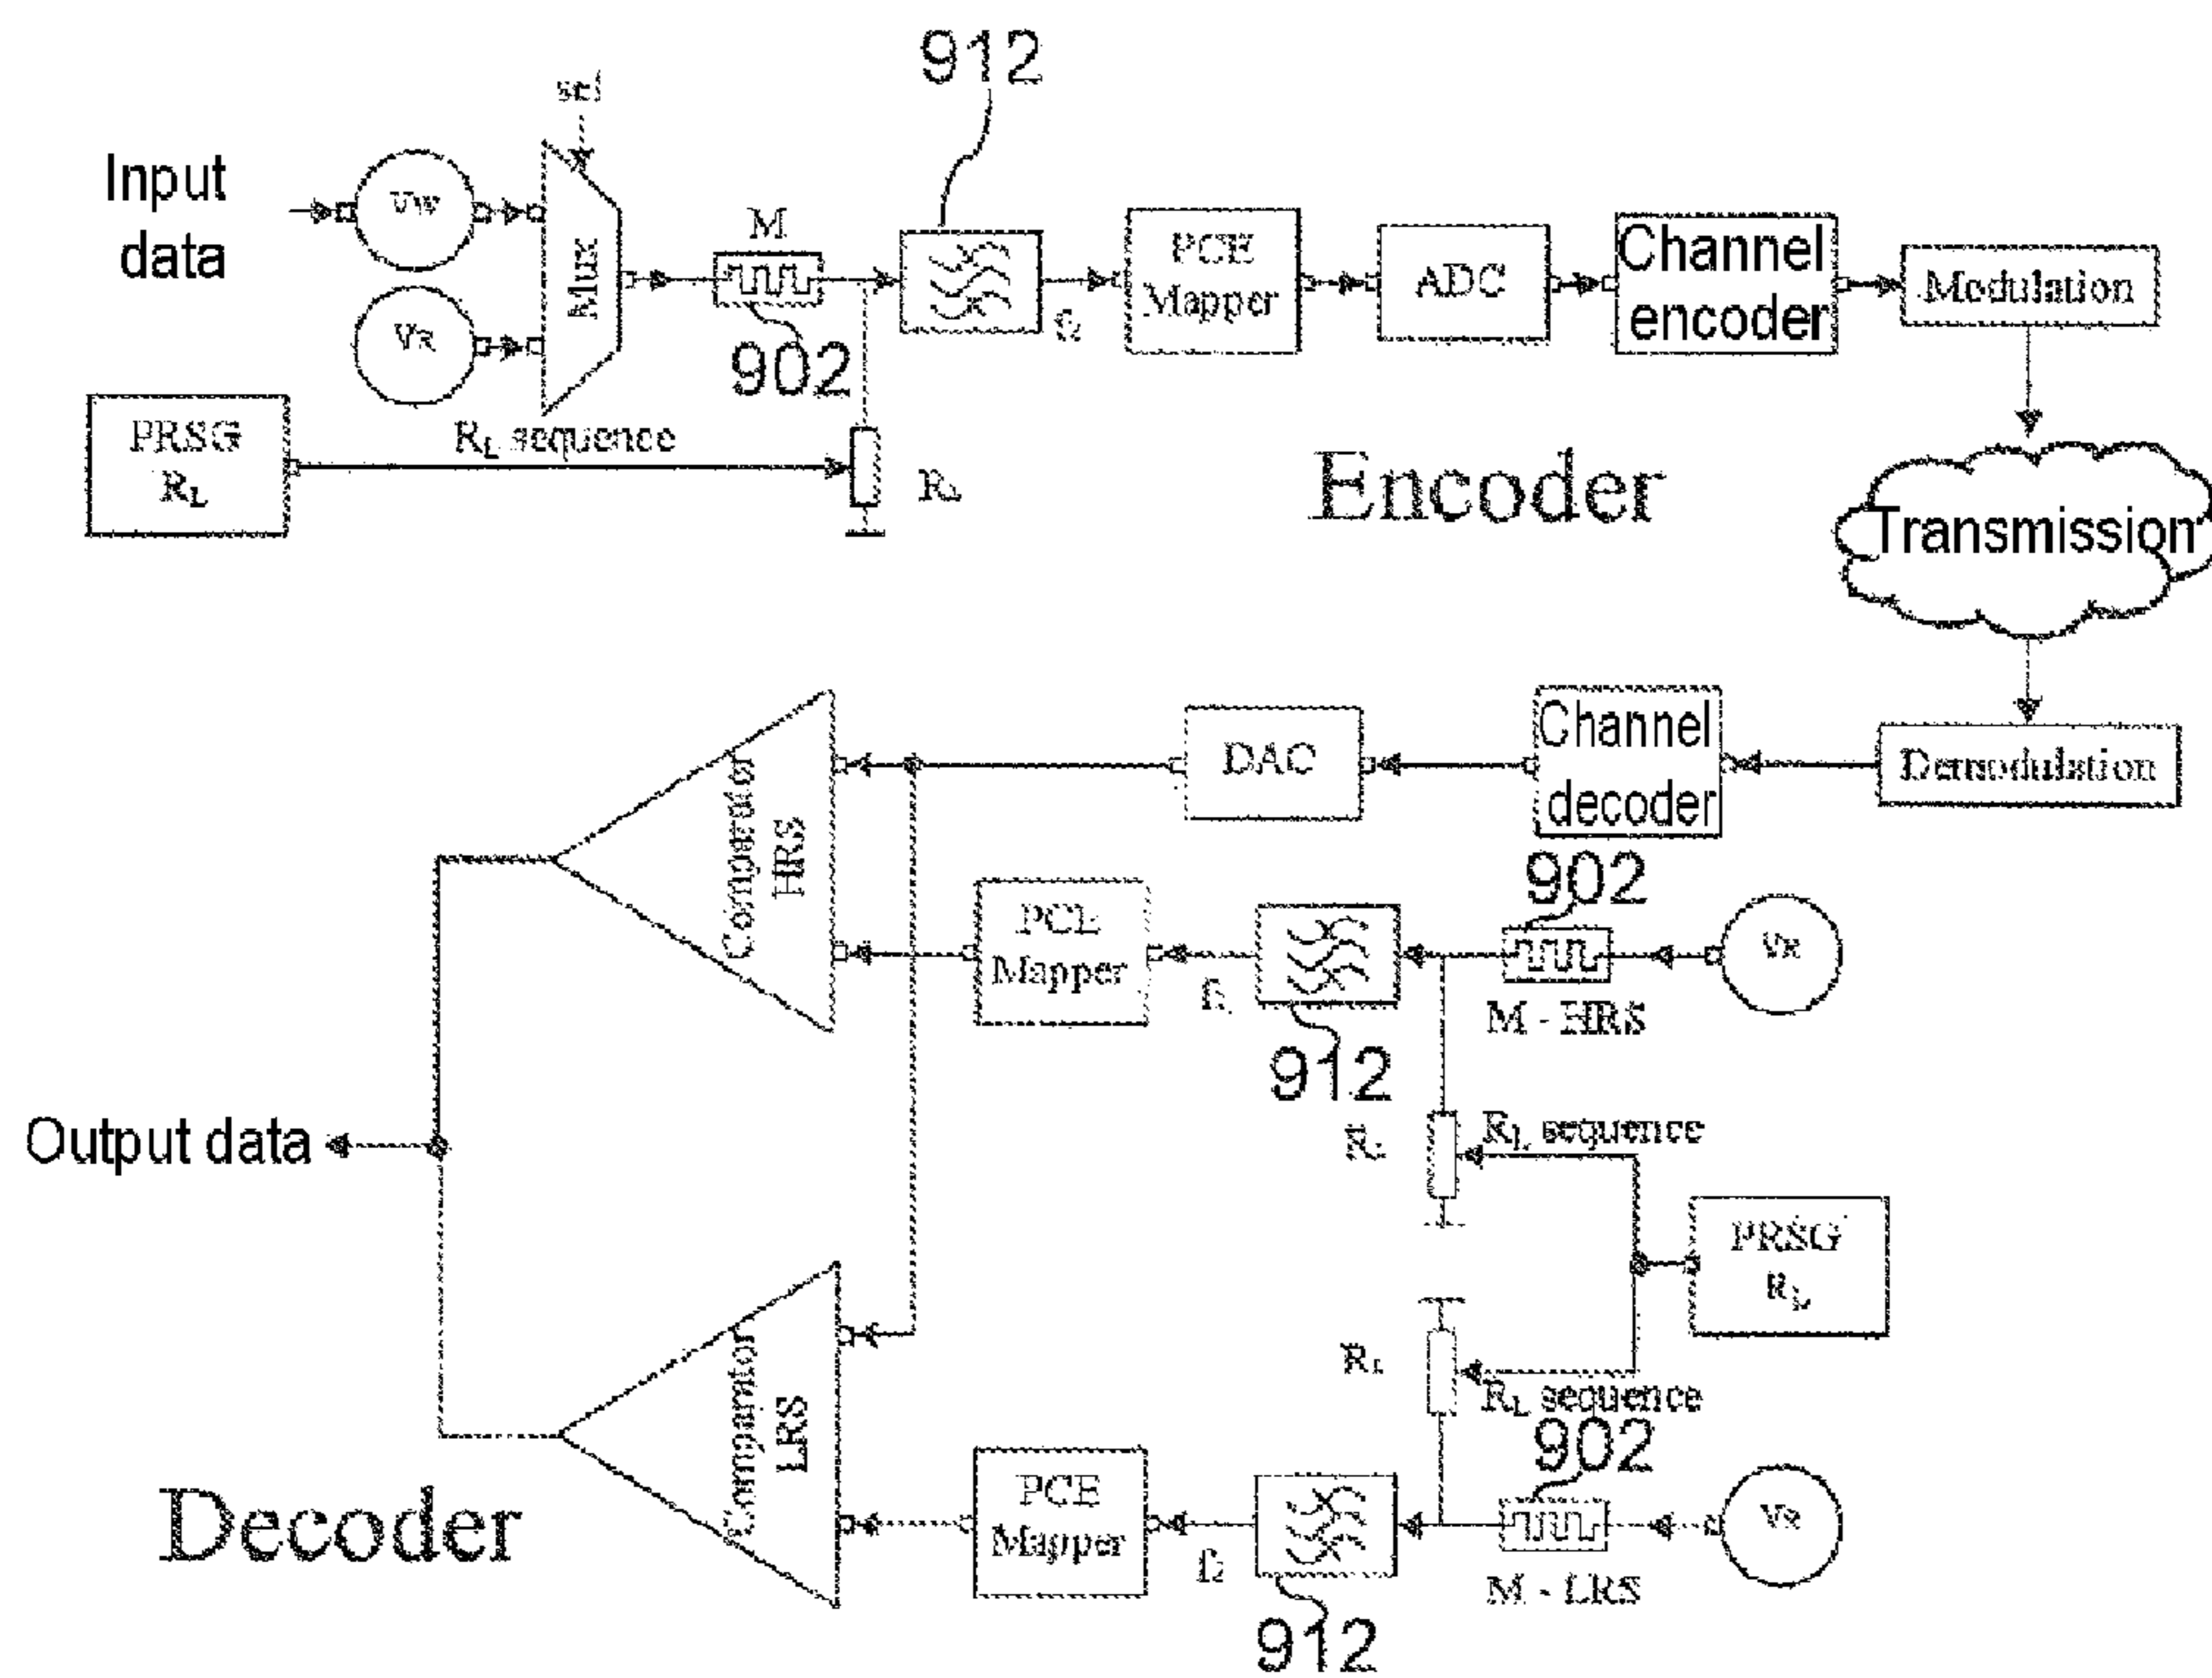 912
sel
Input
data
VW
VR
Mux
M
902
PCE
Mapper
ADC
Channel
encoder
Modulation
PRSG
RL
RL sequence
Encoder
Transmission
Comparator
HRS
DAC
Channel
decoder
Demodulation
PCE
Mapper
912
902
M - HRS
VR
Output data
RL sequence
PRSG
RL
RL
RL sequence
902
Comparator
LRS
Decoder
PCE
Mapper
912
M - LRS
VR